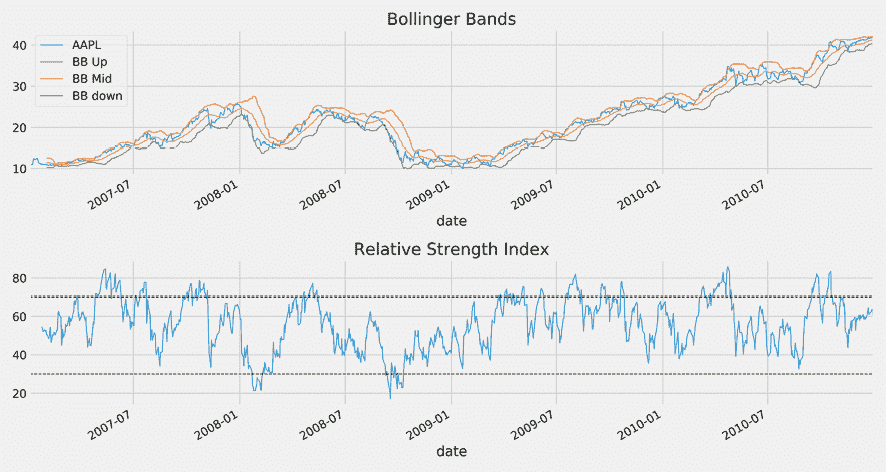 Bollinger Bands
AAPL
BB Up
BB Mid
BB down
40
30
20
10
2007-07
2008-01
2008-07
2009-01
2009-07
2010-01
2010-07
date
Relative Strength Index
80
60
40
20
2007-07
2008-01
2008-07
2009-01
2009-07
2010-01
2010-07
date